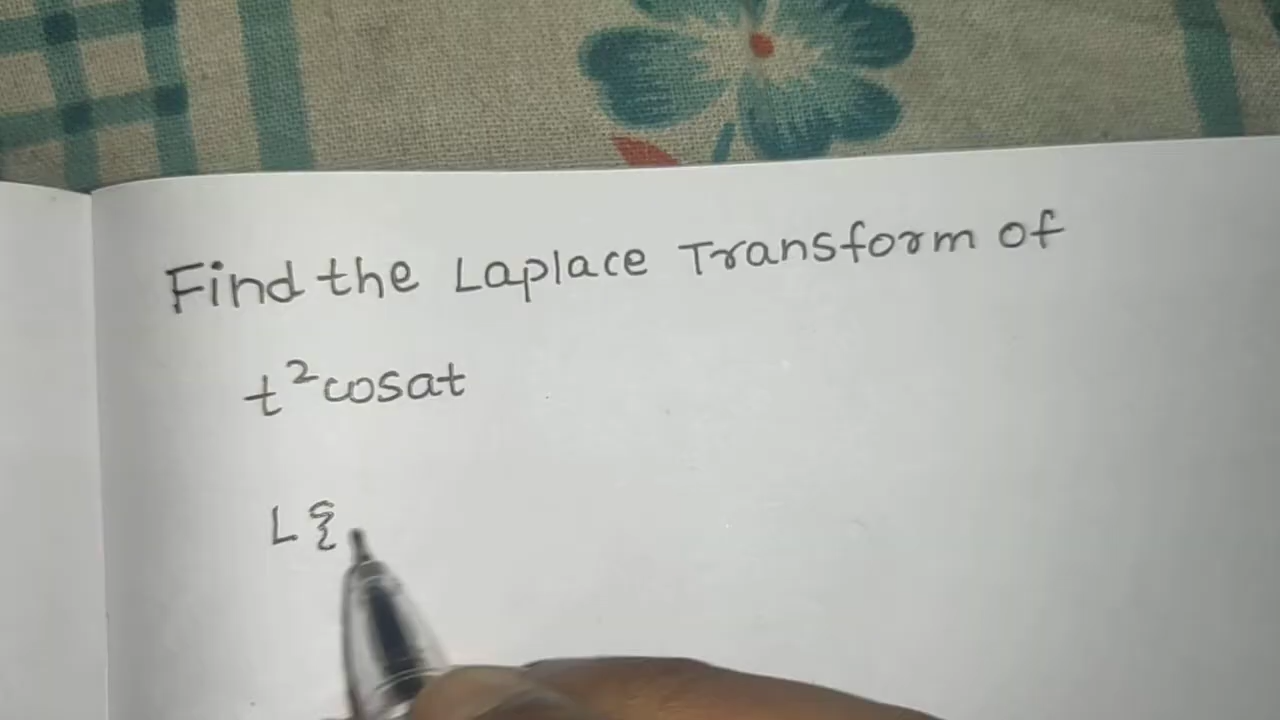 Find the Laplace Transform of
t²cosat
L{